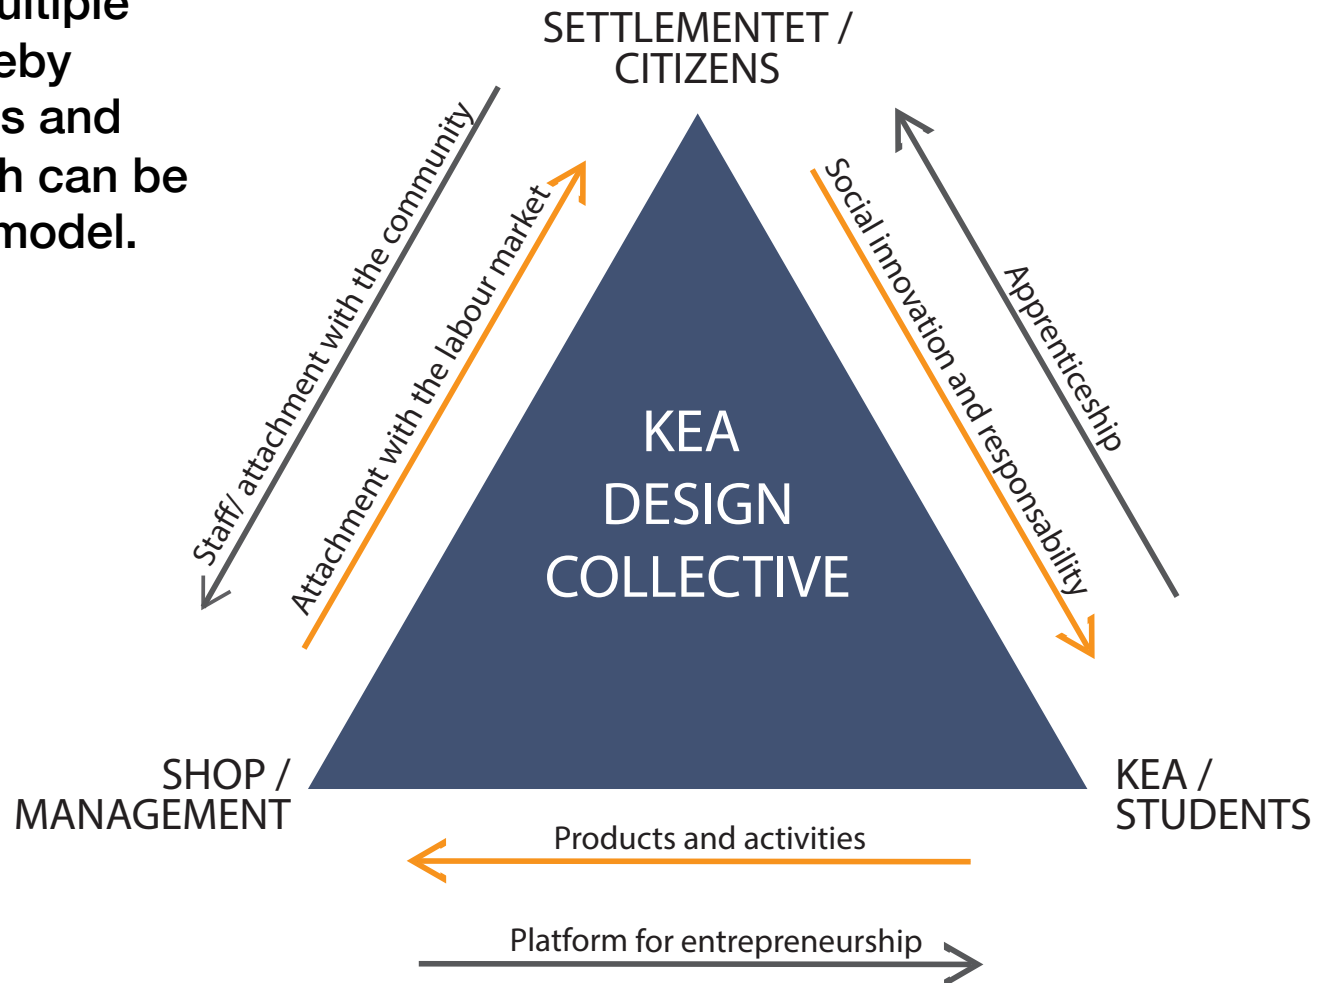 SETTLEMENTET /
CITIZENS
s and
h can be
model.
Staff/ attachment with the community
Attachment with the labour market
Social innovation and responsability
Apprenticeship
KEA
DESIGN
COLLECTIVE
SHOP /
MANAGEMENT
KEA /
STUDENTS
Products and activities
Platform for entrepreneurship